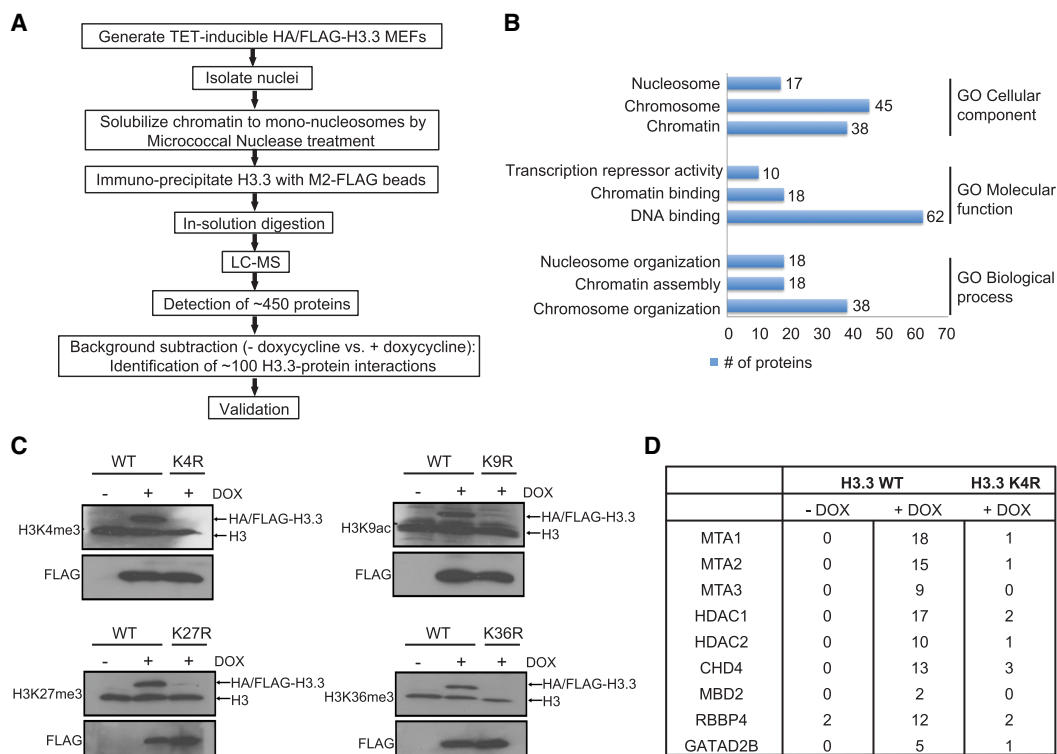 A
Generate TET-inducible HA/FLAG-H3.3 MEFs
Isolate nuclei
Solubilize chromatin to mono-nucleosomes by
Micrococcal Nuclease treatment
Immuno-precipitate H3.3 with M2-FLAG beads
In-solution digestion
LC-MS
Detection of ~450 proteins
Background subtraction (- doxycycline vs. + doxycycline):
Identification of ~100 H3.3-protein interactions
Validation
B
Nucleosome 17
Chromosome 45
Chromatin 38
GO Cellular
component
Transcription repressor activity 10
Chromatin binding 18
DNA binding 62
GO Molecular
function
Nucleosome organization 18
Chromatin assembly 18
Chromosome organization 38
GO Biological
process
0 10 20 30 40 50 60 70
# of proteins
C
WT K4R
- + + DOX
H3K4me3
HA/FLAG-H3.3
H3
FLAG
WT K9R
- + + DOX
H3K9ac
HA/FLAG-H3.3
H3
FLAG
WT K27R
- + + DOX
H3K27me3
HA/FLAG-H3.3
H3
FLAG
WT K36R
- + + DOX
H3K36me3
HA/FLAG-H3.3
H3
FLAG
D
H3.3 WT H3.3 K4R
- DOX + DOX + DOX
MTA1 0 18 1
MTA2 0 15 1
MTA3 0 9 0
HDAC1 0 17 2
HDAC2 0 10 1
CHD4 0 13 3
MBD2 0 2 0
RBBP4 2 12 2
GATAD2B 0 5 1